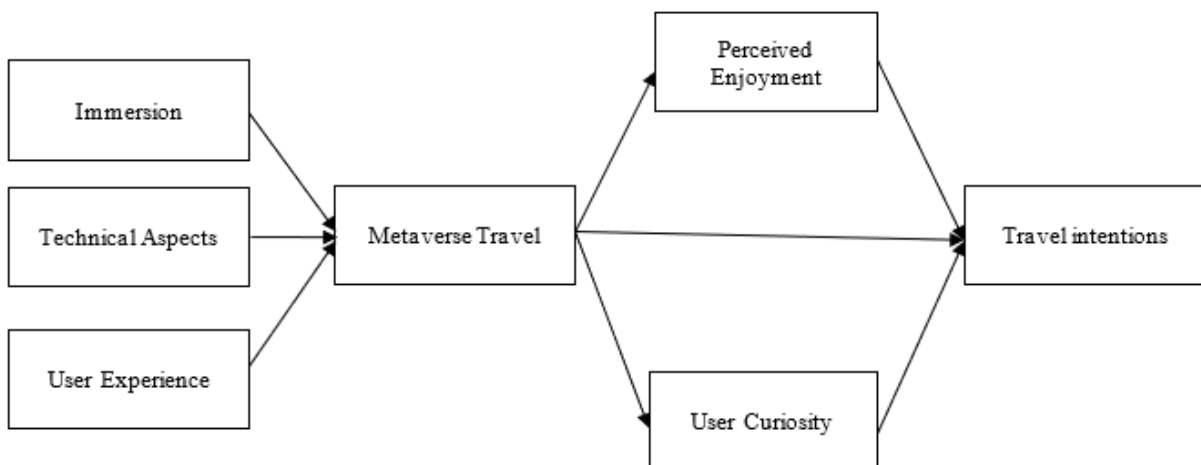 Perceived
Enjoyment
Immersion
Technical Aspects
Metaverse Travel
Travel intentions
User Experience
User Curiosity